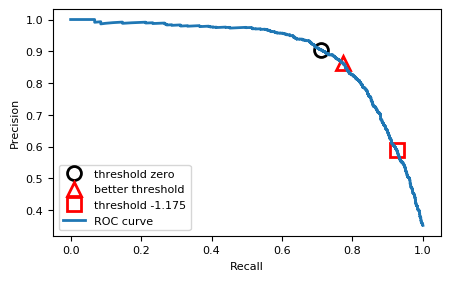 1.0
0.9
0.8
0.7
0.6
0.5
0.4
Precision
threshold zero
better threshold
threshold -1.175
ROC curve
0.0 0.2 0.4 0.6 0.8 1.0
Recall